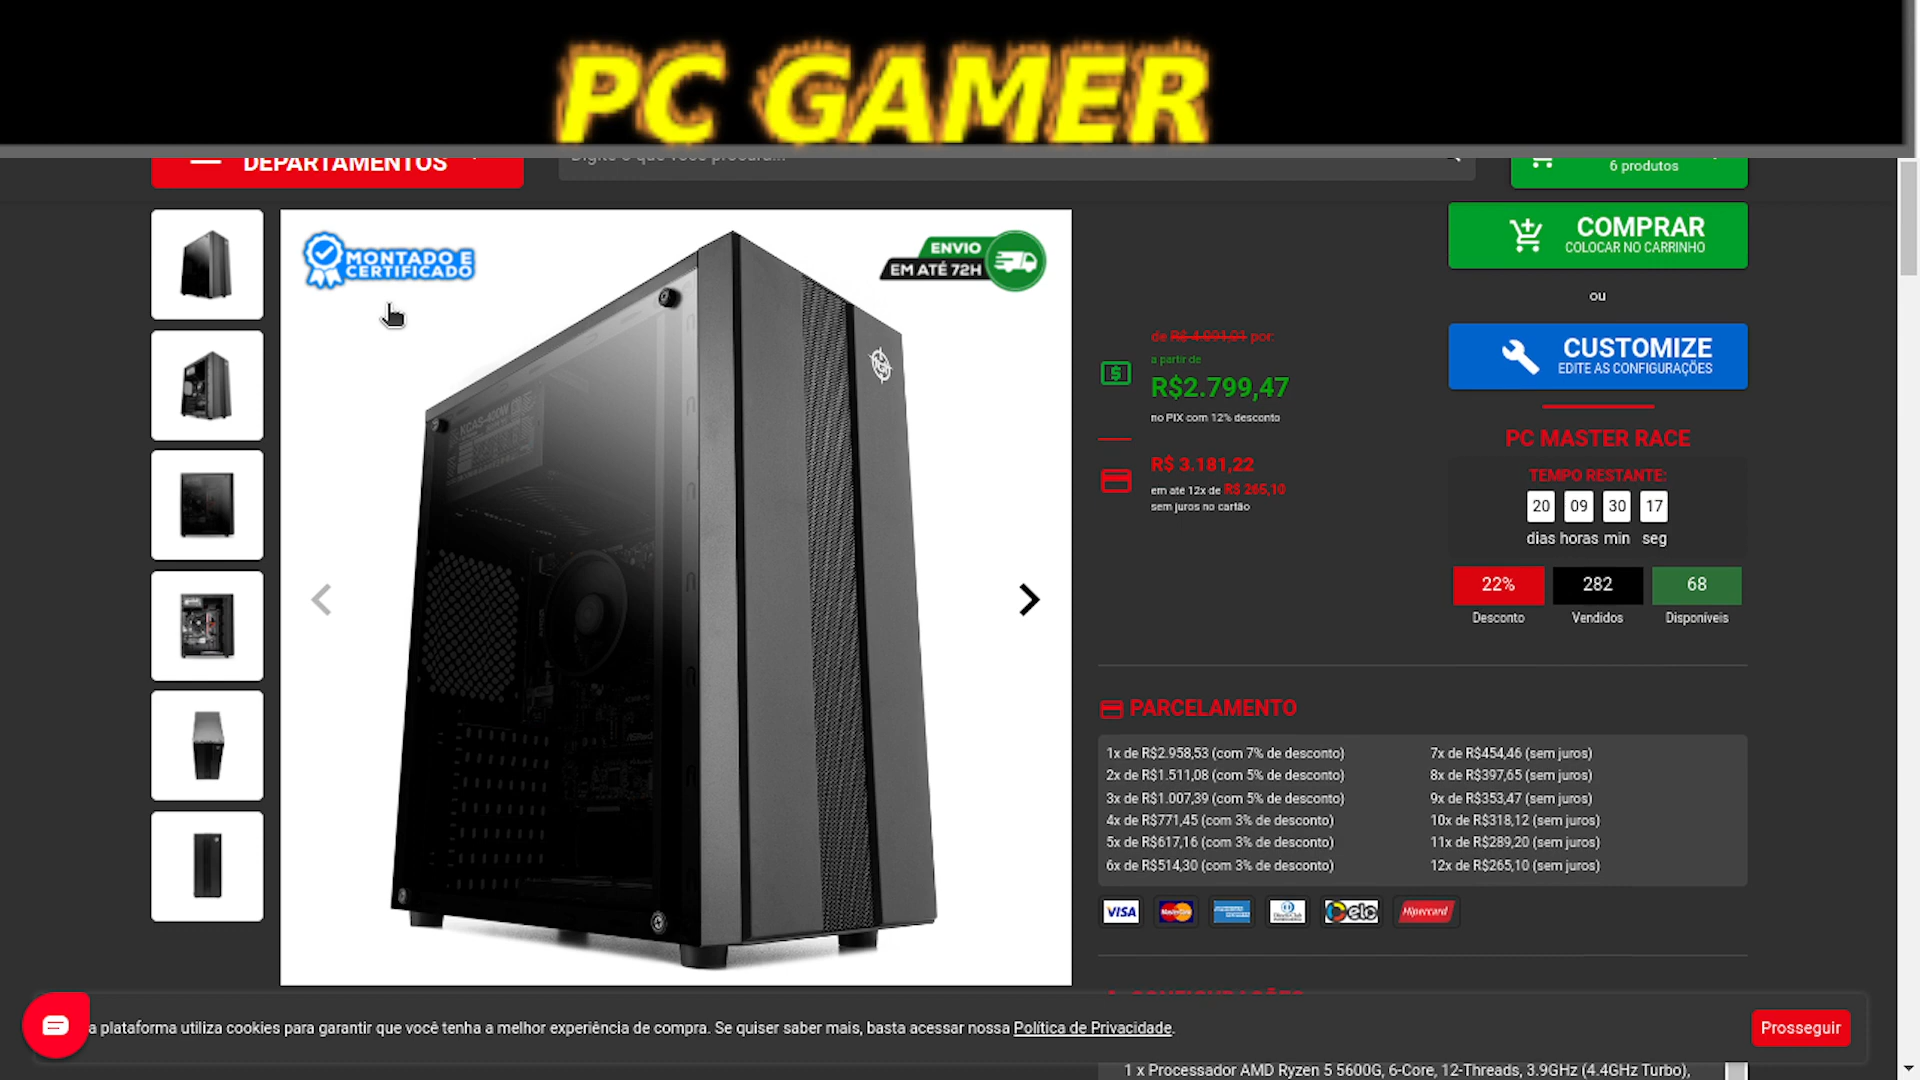 PC GAMER
DEPARTAMENTOS
6 produtos
MONTADO E
CERTIFICADO
ENVIO
EM ATÉ 72H
KCAS-400W
COMPRAR
COLOCAR NO CARRINHO
ou
CUSTOMIZE
EDITE AS CONFIGURAÇÕES
de R$ 4.091,01 por:
a partir de
R$2.799,47
no PIX com 12% desconto
R$ 3.181,22
em até 12x de R$ 265,10
sem juros no cartão
PC MASTER RACE
TEMPO RESTANTE:
20 09 30 17
dias horas min seg
22% 282 68
Desconto Vendidos Disponíveis
PARCELAMENTO
1x de R$2.958,53 (com 7% de desconto)
2x de R$1.511,08 (com 5% de desconto)
3x de R$1.007,39 (com 5% de desconto)
4x de R$771,45 (com 3% de desconto)
5x de R$617,16 (com 3% de desconto)
6x de R$514,30 (com 3% de desconto)
7x de R$454,46 (sem juros)
8x de R$397,65 (sem juros)
9x de R$353,47 (sem juros)
10x de R$318,12 (sem juros)
11x de R$289,20 (sem juros)
12x de R$265,10 (sem juros)
VISA MasterCard elo Hipercard
a plataforma utiliza cookies para garantir que você tenha a melhor experiência de compra. Se quiser saber mais, basta acessar nossa Política de Privacidade.
Prosseguir
1 x Processador AMD Ryzen 5 5600G, 6-Core, 12-Threads, 3.9GHz (4.4GHz Turbo),